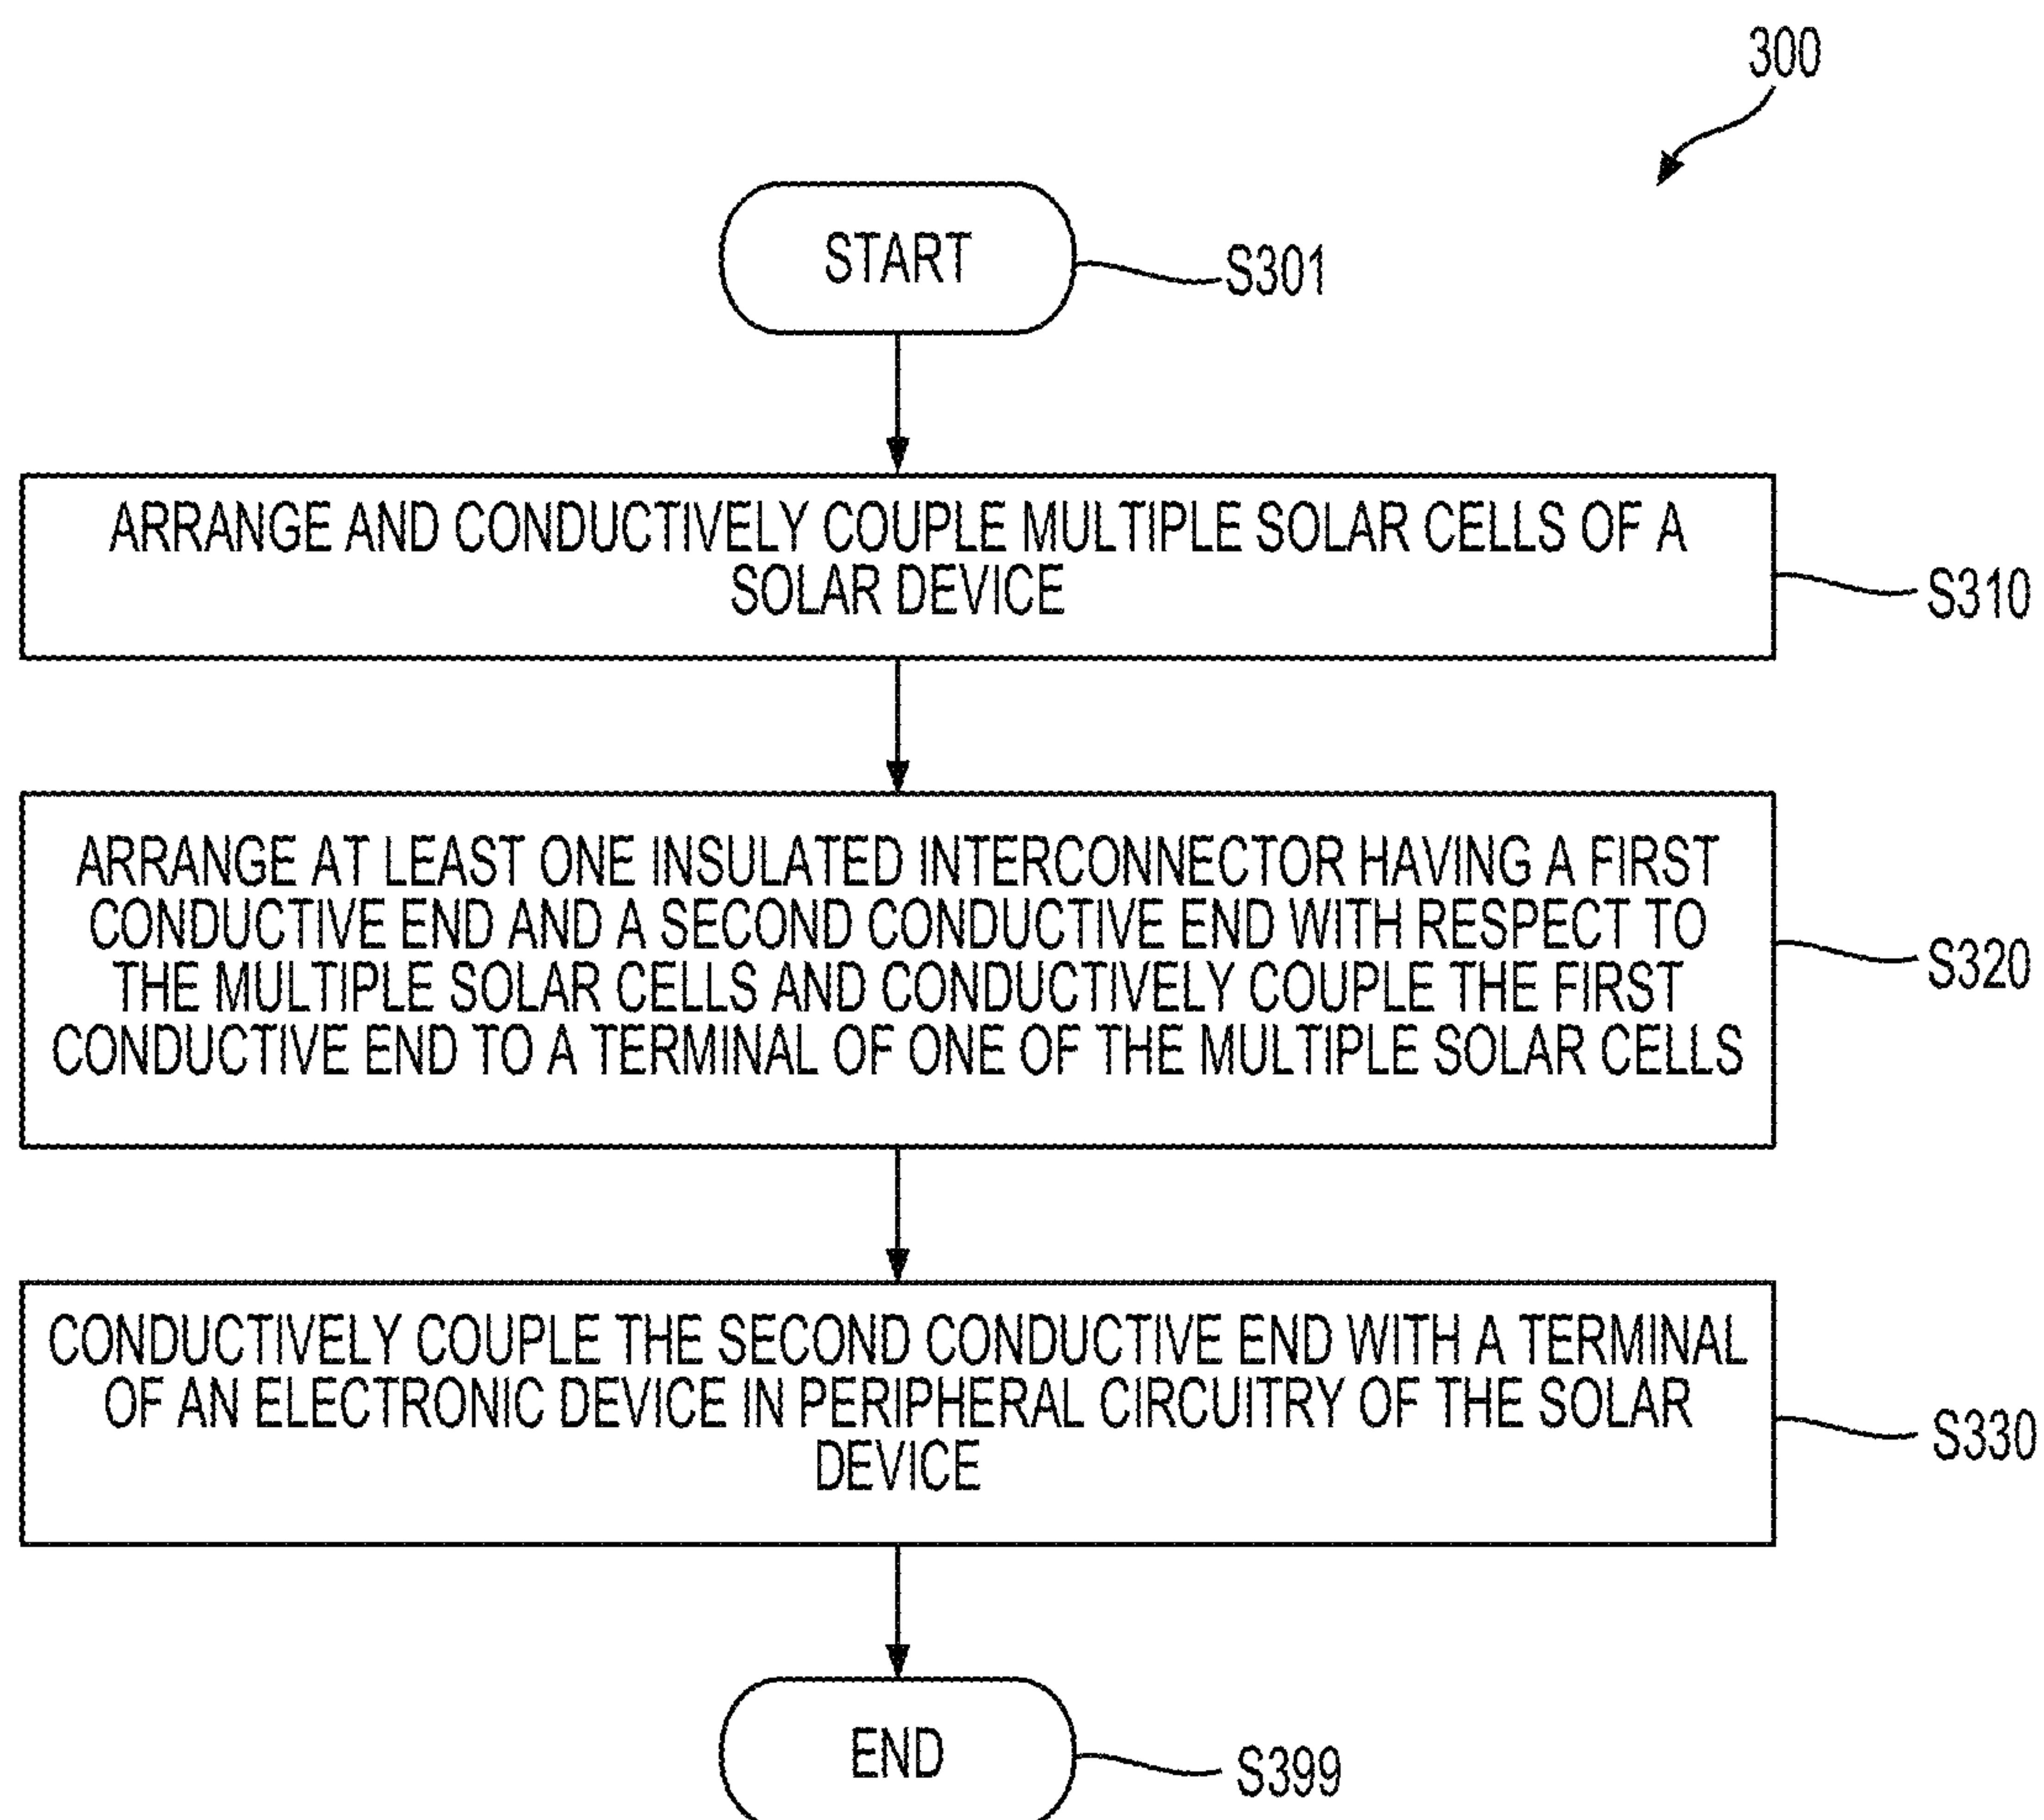 300
START
S301
ARRANGE AND CONDUCTIVELY COUPLE MULTIPLE SOLAR CELLS OF A
SOLAR DEVICE
S310
ARRANGE AT LEAST ONE INSULATED INTERCONNECTOR HAVING A FIRST
CONDUCTIVE END AND A SECOND CONDUCTIVE END WITH RESPECT TO
THE MULTIPLE SOLAR CELLS AND CONDUCTIVELY COUPLE THE FIRST
CONDUCTIVE END TO A TERMINAL OF ONE OF THE MULTIPLE SOLAR CELLS
S320
CONDUCTIVELY COUPLE THE SECOND CONDUCTIVE END WITH A TERMINAL
OF AN ELECTRONIC DEVICE IN PERIPHERAL CIRCUITRY OF THE SOLAR
DEVICE
S330
END
S399